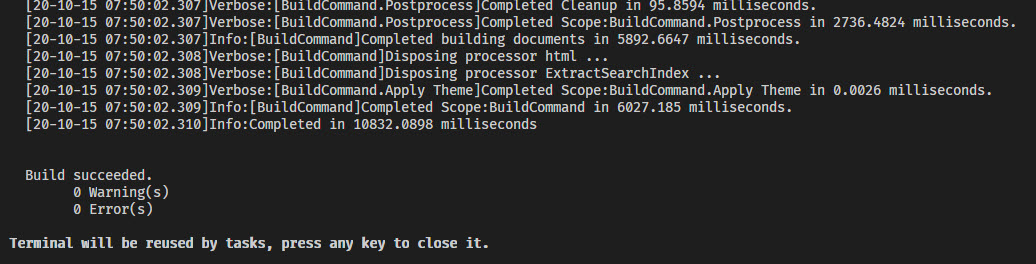 [20-10-15 07:50:02.307]Verbose:[BuildCommand.Postprocess]Completed Cleanup in 95.8594 milliseconds.
[20-10-15 07:50:02.307]Verbose:[BuildCommand.Postprocess]Completed Scope:BuildCommand.Postprocess in 2736.4824 milliseconds.
[20-10-15 07:50:02.307]Info:[BuildCommand]Completed building documents in 5892.6647 milliseconds.
[20-10-15 07:50:02.308]Verbose:[BuildCommand]Disposing processor html ...
[20-10-15 07:50:02.308]Verbose:[BuildCommand]Disposing processor ExtractSearchIndex ...
[20-10-15 07:50:02.309]Verbose:[BuildCommand.Apply Theme]Completed Scope:BuildCommand.Apply Theme in 0.0026 milliseconds.
[20-10-15 07:50:02.309]Info:[BuildCommand]Completed Scope:BuildCommand in 6027.185 milliseconds.
[20-10-15 07:50:02.310]Info:Completed in 10832.0898 milliseconds
Build succeeded.
0 Warning(s)
0 Error(s)
Terminal will be reused by tasks, press any key to close it.